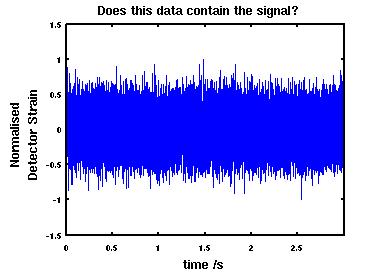 Does this data contain the signal?
1.5
1
0.5
0
-0.5
-1
-1.5
Normalised
Detector Strain
0 0.5 1 1.5 2 2.5
time /s